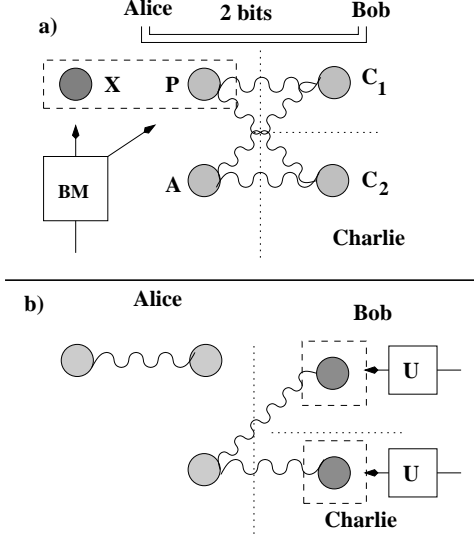 Alice 2 bits Bob
a)
X P C1
A C2
BM
Charlie
b) Alice
Bob
U
U
Charlie